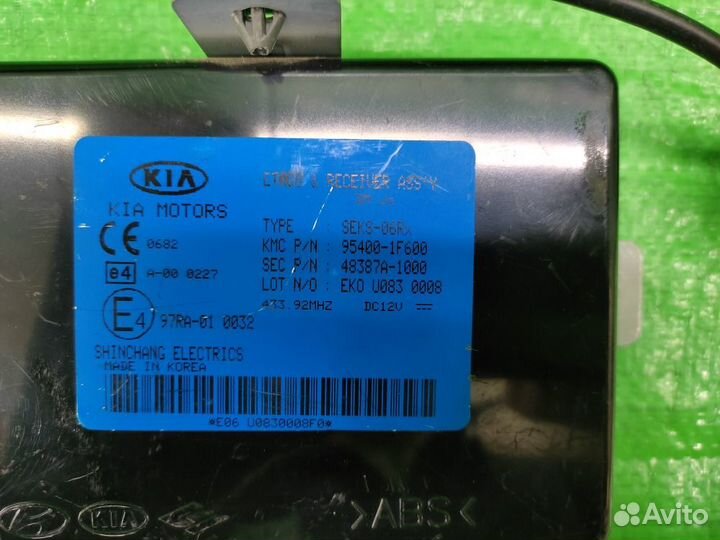 KIA
KIA MOTORS
RECEIVER ASS'Y
TYPE : SEKS-06Rx
KMC P/N : 95400-1F600
SEC P/N : 48387A-1000
LOT N/O : EKO U083 0008
433.92MHZ DC12V
CE 0682
e4 A-00 0227
E4 97RA-01 0032
SHINCHANG ELECTRICS
MADE IN KOREA
*E06 U0830008F0*
KIA
>ABS<
Avito